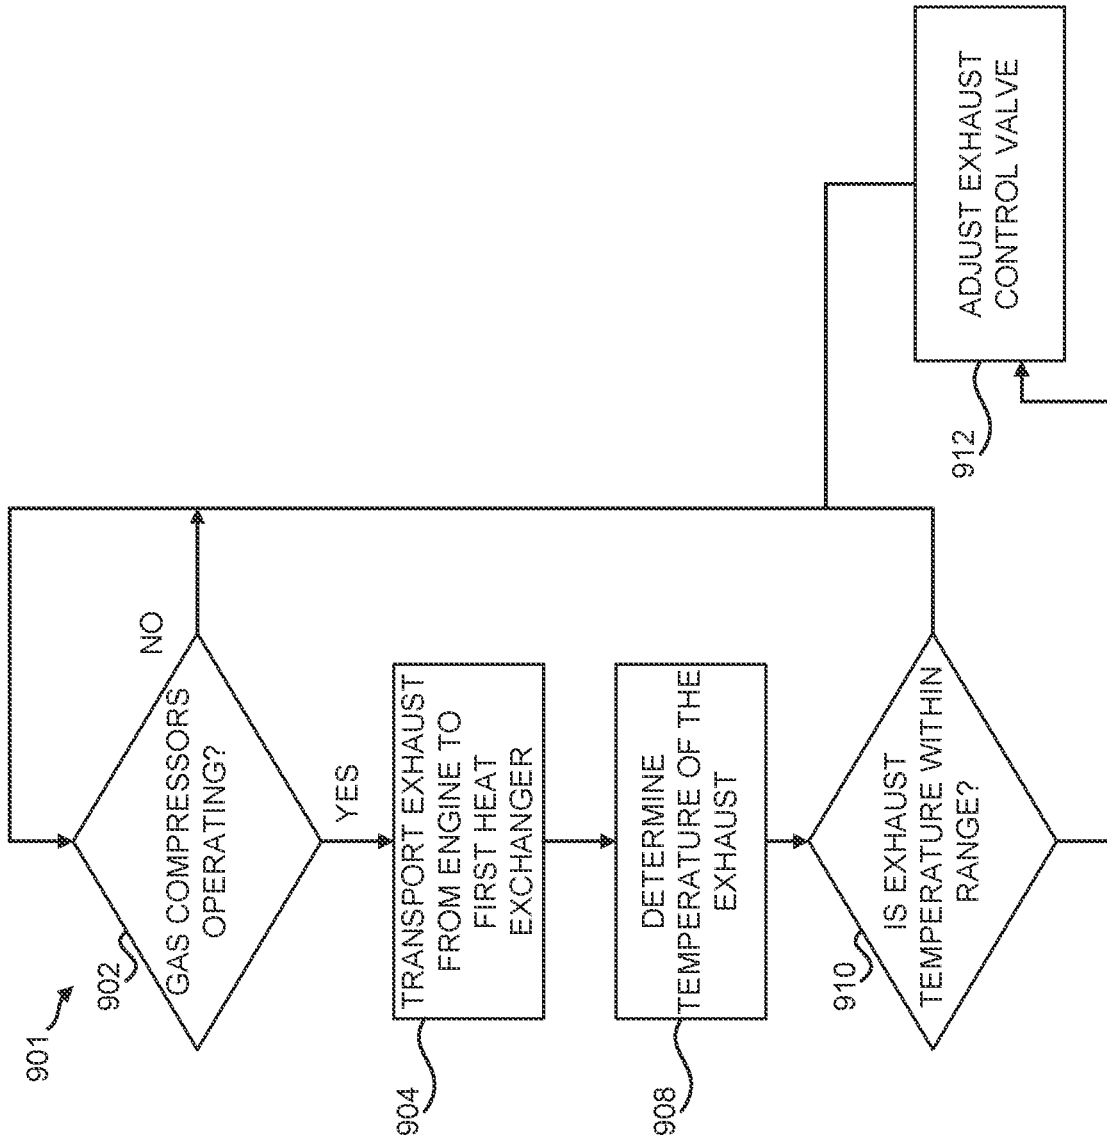 901
902
GAS COMPRESSORS
OPERATING?
NO
YES
904
TRANSPORT EXHAUST
FROM ENGINE TO
FIRST HEAT
EXCHANGER
908
DETERMINE
TEMPERATURE OF THE
EXHAUST
910
IS EXHAUST
TEMPERATURE WITHIN
RANGE?
912
ADJUST EXHAUST
CONTROL VALVE